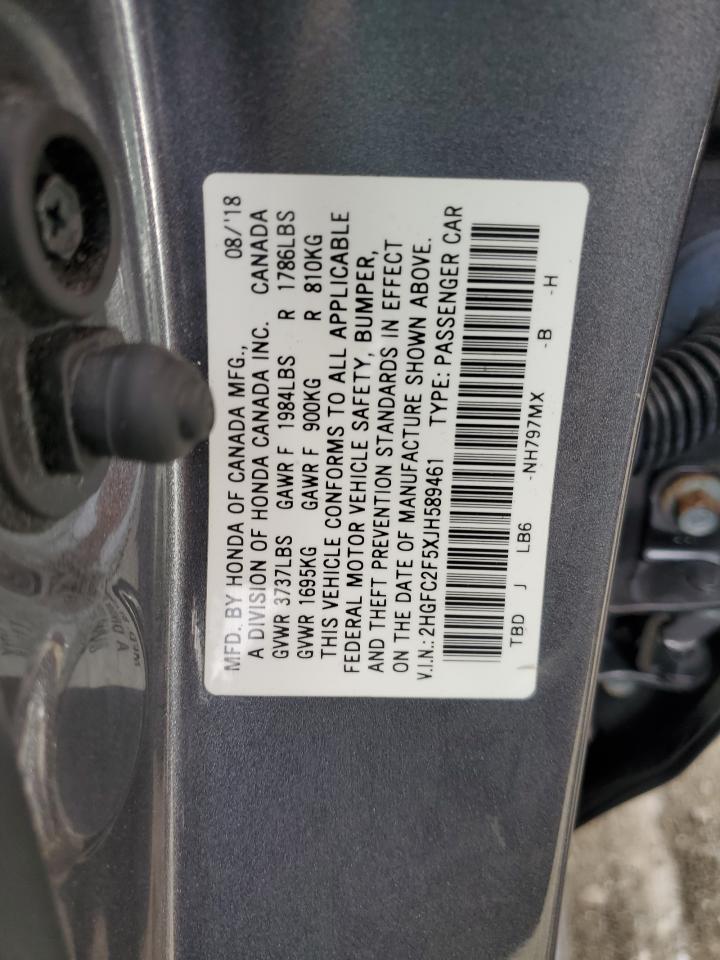 MFD. BY HONDA OF CANADA MFG., 08/'18
A DIVISION OF HONDA CANADA INC. CANADA
GVWR 3737LBS GAWR F 1984LBS R 1786LBS
GVWR 1695KG GAWR F 900KG R 810KG
THIS VEHICLE CONFORMS TO ALL APPLICABLE
FEDERAL MOTOR VEHICLE SAFETY, BUMPER,
AND THEFT PREVENTION STANDARDS IN EFFECT
ON THE DATE OF MANUFACTURE SHOWN ABOVE.
V.I.N.: 2HGFC2F5XJH589461 TYPE: PASSENGER CAR
TBD J LB6 -NH797MX -B -H